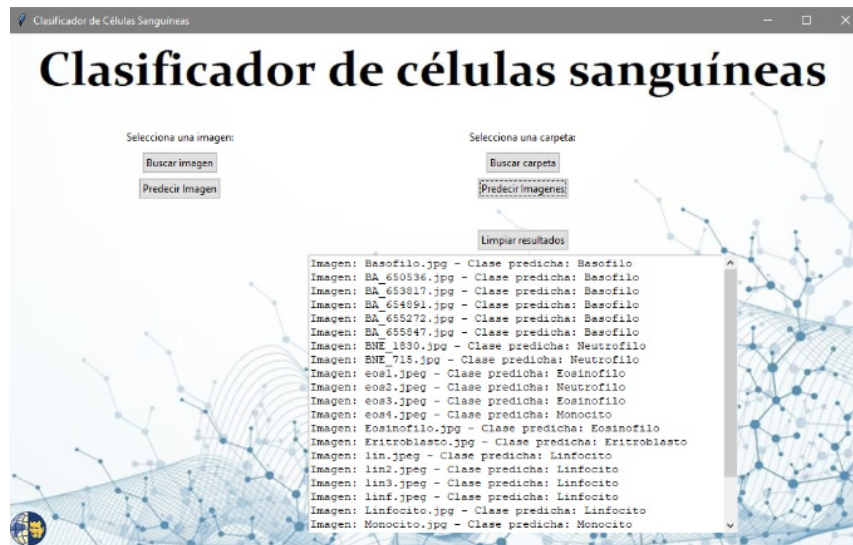 Clasificador de Células Sanguíneas
Clasificador de células sanguíneas
Selecciona una imagen:
Buscar imagen
Predecir Imagen
Selecciona una carpeta:
Buscar carpeta
Predecir Imagenes
Limpiar resultados
Imagen: Basofilo.jpg - Clase predicha: Basofilo
Imagen: BA_650536.jpg - Clase predicha: Basofilo
Imagen: BA_653817.jpg - Clase predicha: Basofilo
Imagen: BA_654891.jpg - Clase predicha: Basofilo
Imagen: BA_655272.jpg - Clase predicha: Basofilo
Imagen: BA_655847.jpg - Clase predicha: Basofilo
Imagen: BNE_1830.jpg - Clase predicha: Neutrofilo
Imagen: BNE_715.jpg - Clase predicha: Neutrofilo
Imagen: eos1.jpeg - Clase predicha: Eosinofilo
Imagen: eos2.jpeg - Clase predicha: Neutrofilo
Imagen: eos3.jpeg - Clase predicha: Eosinofilo
Imagen: eos4.jpeg - Clase predicha: Monocito
Imagen: Eosinofilo.jpg - Clase predicha: Eosinofilo
Imagen: Eritroblasto.jpg - Clase predicha: Eritroblasto
Imagen: lin.jpeg - Clase predicha: Linfocito
Imagen: lin2.jpeg - Clase predicha: Linfocito
Imagen: lin3.jpeg - Clase predicha: Linfocito
Imagen: linf.jpeg - Clase predicha: Linfocito
Imagen: Linfocito.jpg - Clase predicha: Linfocito
Imagen: Monocito.jpg - Clase predicha: Monocito